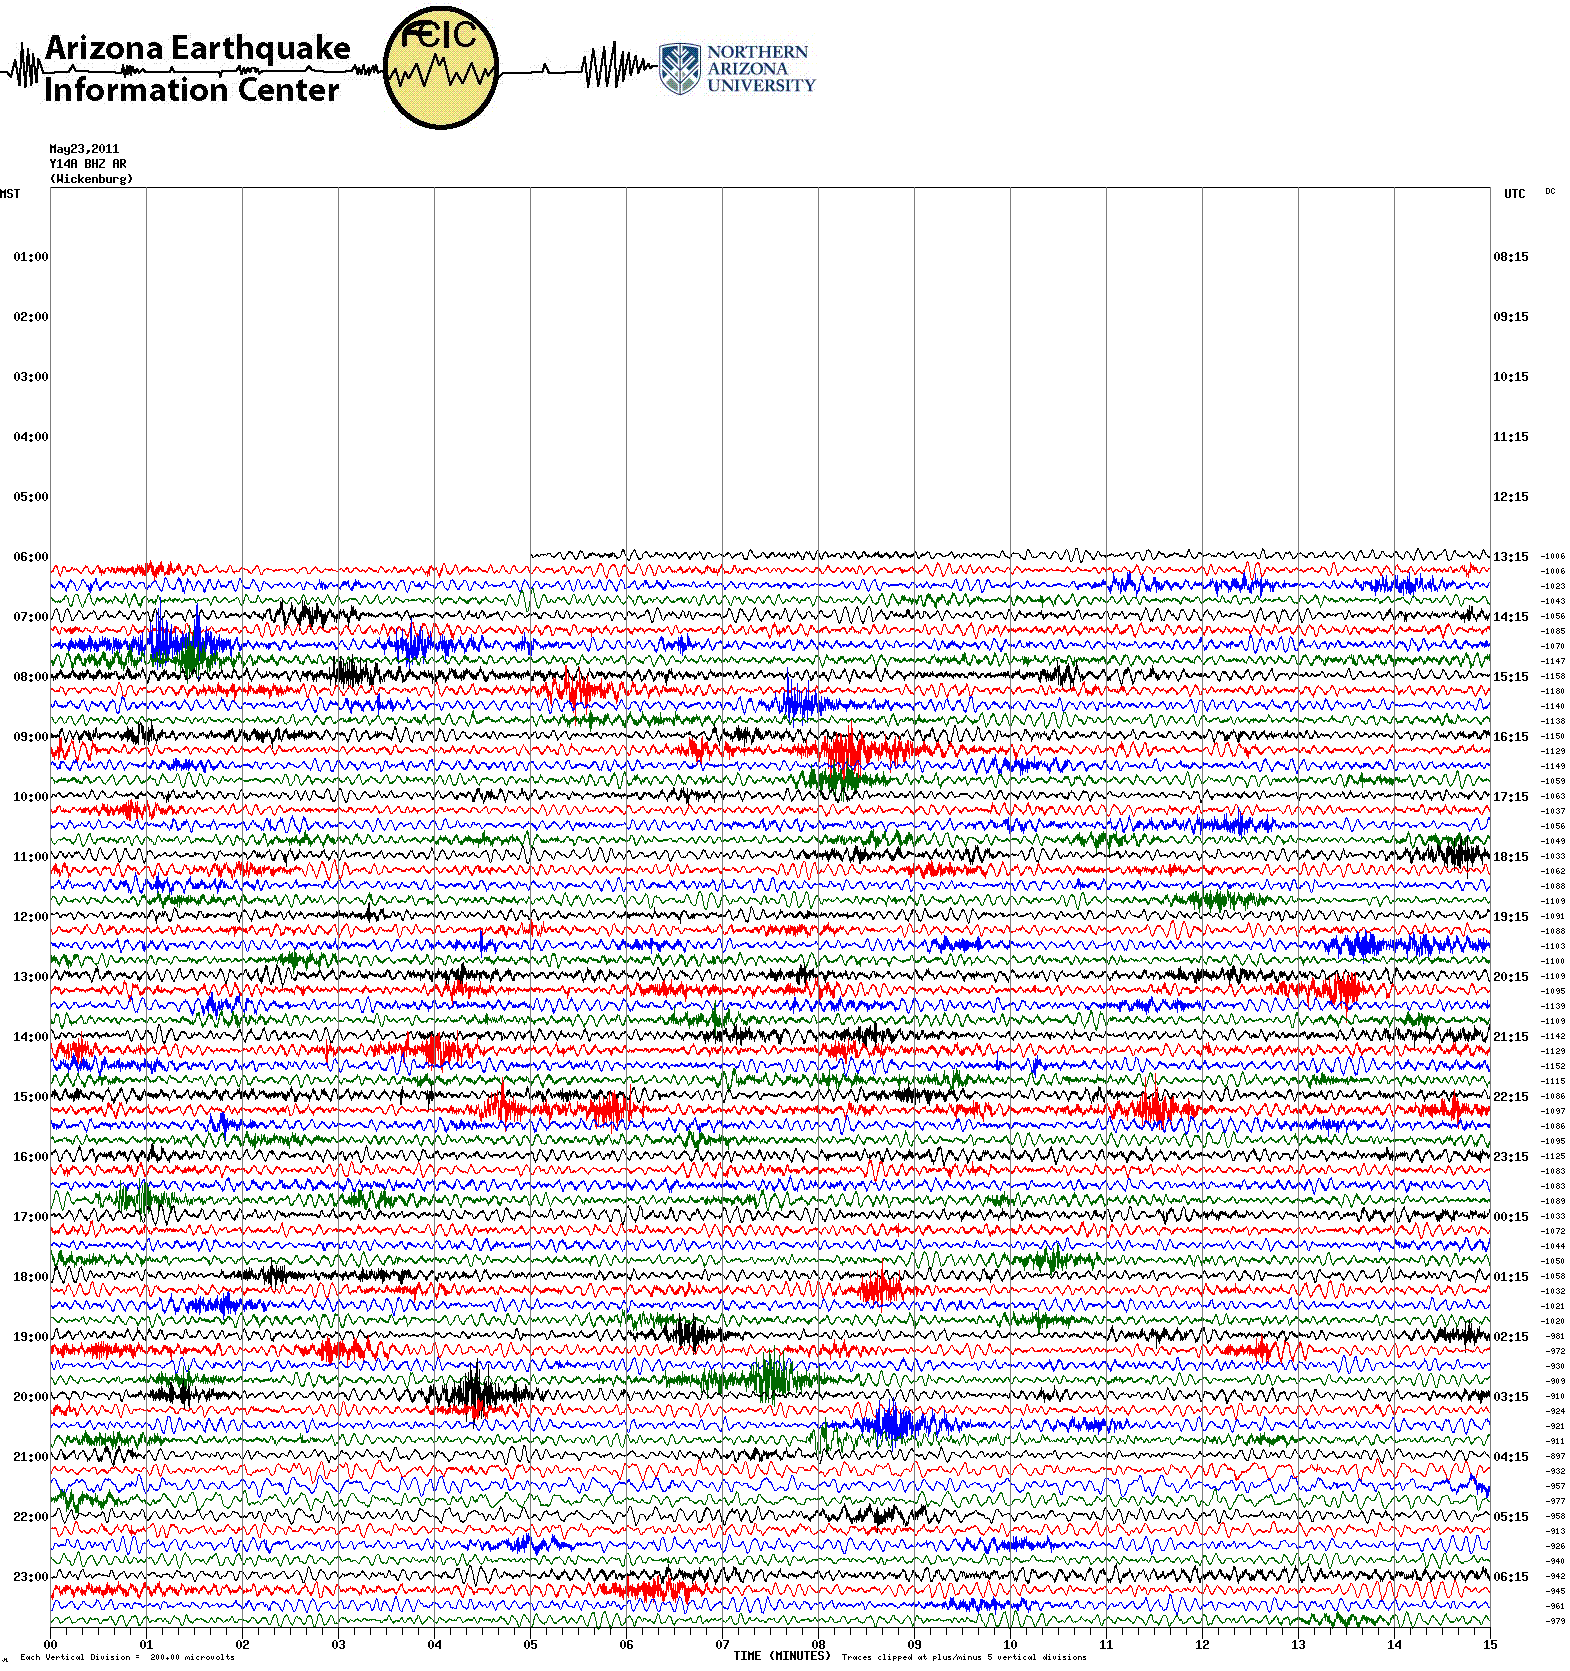 Arizona Earthquake
Information Center
ÆEIC
NORTHERN
ARIZONA
UNIVERSITY
May23,2011
Y14A BHZ AR
(Wickenburg)
MST UTC DC
01:00 08:15
02:00 09:15
03:00 10:15
04:00 11:15
05:00 12:15
06:00 13:15 -1006
-1006
-1023
-1043
07:00 14:15 -1056
-1085
-1070
-1147
08:00 15:15 -1158
-1180
-1140
-1138
09:00 16:15 -1150
-1129
-1149
-1059
10:00 17:15 -1063
-1037
-1056
-1049
11:00 18:15 -1033
-1062
-1088
-1109
12:00 19:15 -1091
-1088
-1103
-1100
13:00 20:15 -1109
-1095
-1139
-1109
14:00 21:15 -1142
-1129
-1152
-1115
15:00 22:15 -1086
-1097
-1086
-1095
16:00 23:15 -1125
-1083
-1083
-1089
17:00 00:15 -1033
-1072
-1044
-1050
18:00 01:15 -1058
-1032
-1021
-1020
19:00 02:15 -981
-972
-930
-909
20:00 03:15 -910
-924
-921
-911
21:00 04:15 -897
-932
-957
-977
22:00 05:15 -958
-913
-926
-940
23:00 06:15 -942
-945
-961
-979
00 01 02 03 04 05 06 07 08 09 10 11 12 13 14 15
TIME (MINUTES) Traces clipped at plus/minus 5 vertical divisions
Each Vertical Division = 200.00 microvolts